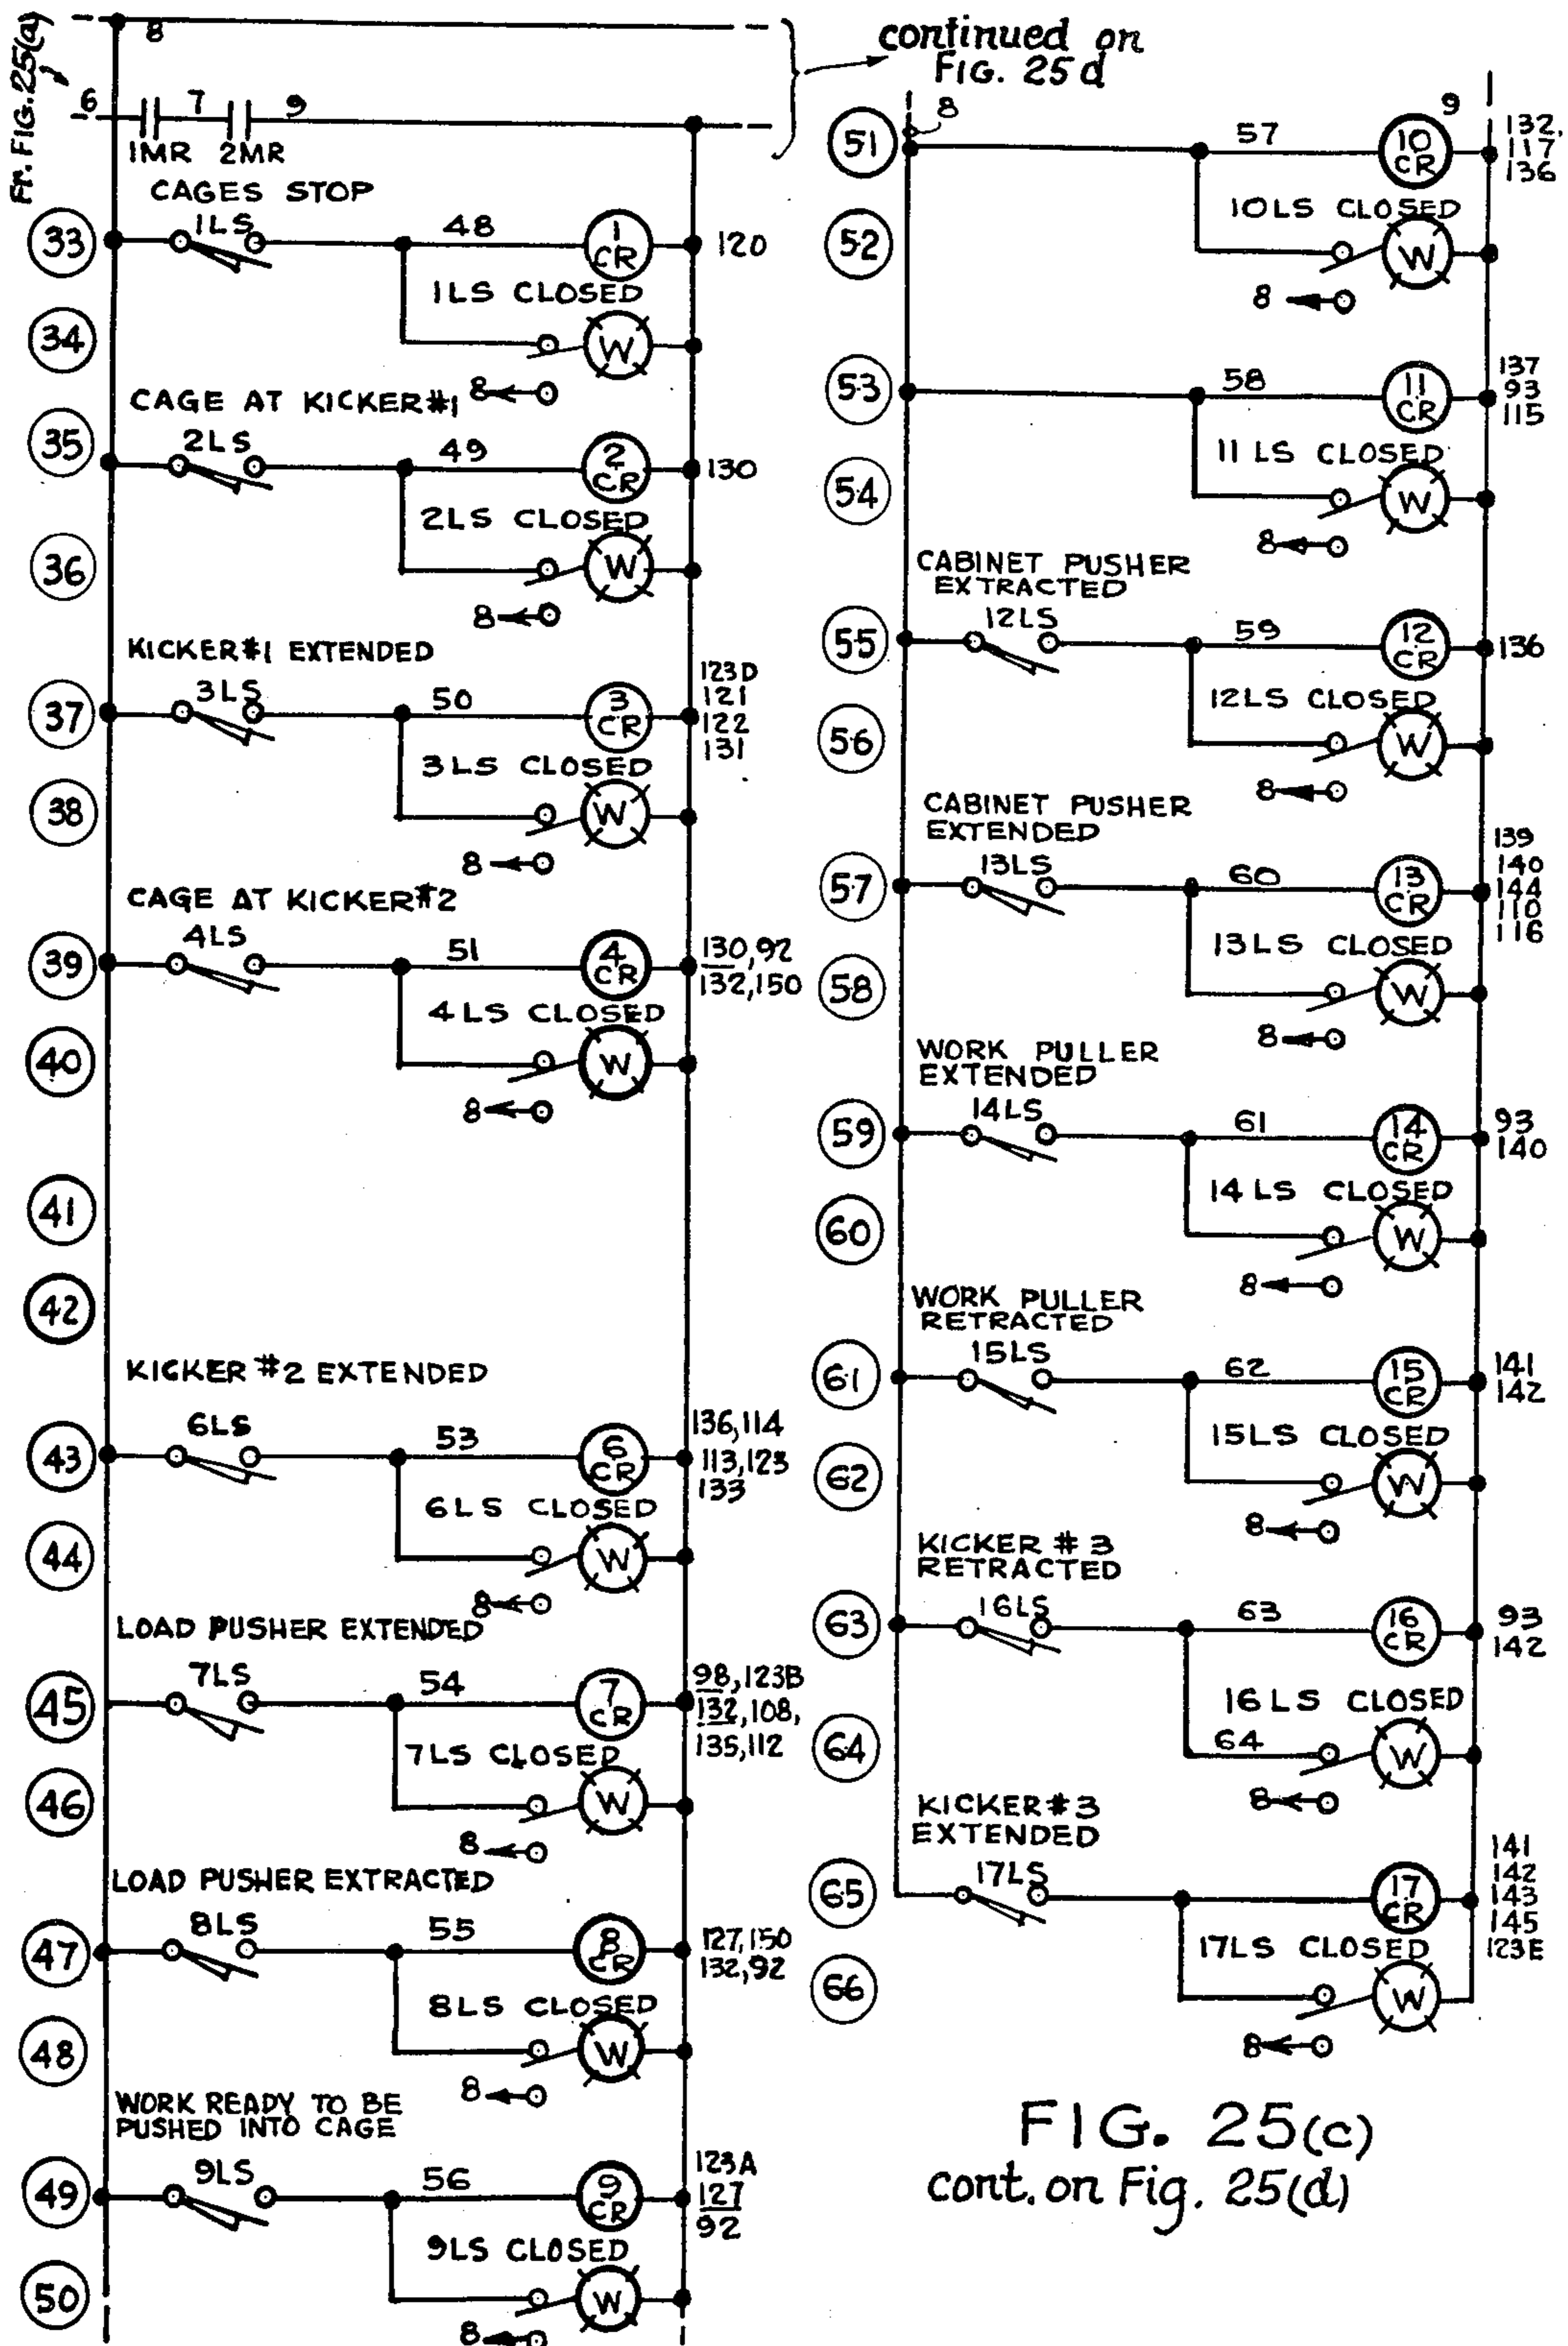 Fr. FIG. 25(a)
8
continued on
FIG. 25d
6 7 9
1MR 2MR
CAGES STOP
33 1LS 48 1 CR 120
1LS CLOSED
34 W
8
CAGE AT KICKER #1
35 2LS 49 2 CR 130
2LS CLOSED
36 W
8
KICKER #1 EXTENDED
37 3LS 50 3 CR
123D
121
122
131
3LS CLOSED
38 W
8
CAGE AT KICKER #2
39 4LS 51 4 CR
130,92
132,150
4LS CLOSED
40 W
8
41
42
KICKER #2 EXTENDED
43 6LS 53 6 CR
136,114
113,123
133
6LS CLOSED
44 W
8
LOAD PUSHER EXTENDED
45 7LS 54 7 CR
98,123B
132,108,
135,112
7LS CLOSED
46 W
8
LOAD PUSHER EXTRACTED
47 8LS 55 8 CR
127,150
132,92
8LS CLOSED
48 W
8
WORK READY TO BE
PUSHED INTO CAGE
49 9LS 56 9 CR
123A
127
92
9LS CLOSED
50 W
8
8 9
51 57 10 CR
132,
117
136
10LS CLOSED
52 W
8
53 58 11 CR
137
93
115
11LS CLOSED
54 W
8
CABINET PUSHER
EXTRACTED
55 12LS 59 12 CR 136
12LS CLOSED
56 W
8
CABINET PUSHER
EXTENDED
57 13LS 60 13 CR
139
140
144
110
116
13LS CLOSED
58 W
8
WORK PULLER
EXTENDED
59 14LS 61 14 CR
93
140
14LS CLOSED
60 W
8
WORK PULLER
RETRACTED
61 15LS 62 15 CR
141
142
15LS CLOSED
62 W
8
KICKER #3
RETRACTED
63 16LS 63 16 CR
93
142
16LS CLOSED
64 64 W
8
KICKER #3
EXTENDED
65 17LS 17 CR
141
142
143
145
123E
17LS CLOSED
66 W
8
FIG. 25(c)
cont. on Fig. 25(d)